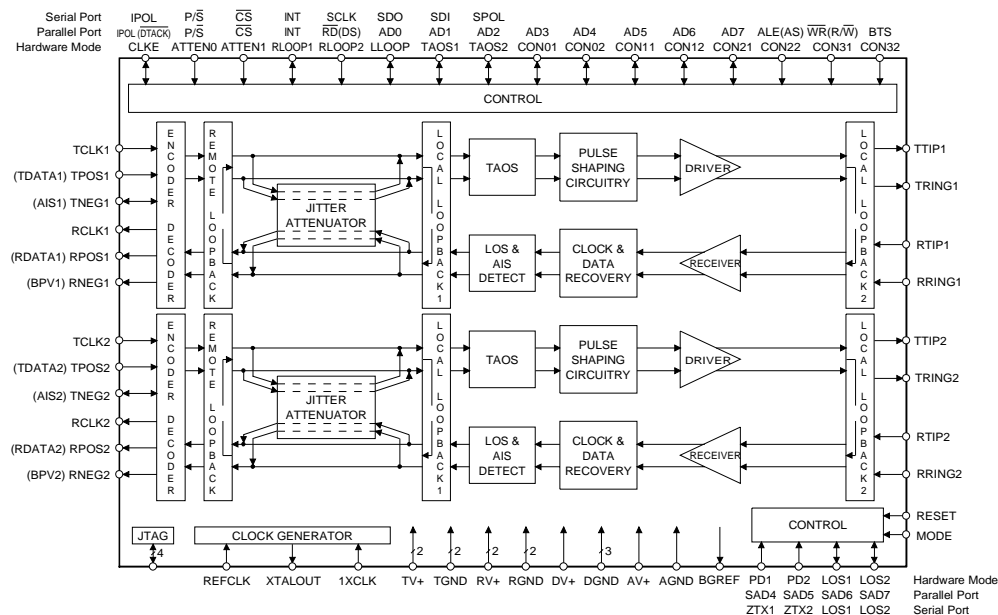 Serial Port IPOL P/S CS INT SCLK SDO SDI SPOL
Parallel Port IPOL (DTACK) P/S CS INT RD(DS) AD0 AD1 AD2 AD3 AD4 AD5 AD6 AD7 ALE(AS) WR(R/W) BTS
Hardware Mode CLKE ATTEN0 ATTEN1 RLOOP1 RLOOP2 LLOOP TAOS1 TAOS2 CON01 CON02 CON11 CON12 CON21 CON22 CON31 CON32
CONTROL
TCLK1
(TDATA1) TPOS1
(AIS1) TNEG1
RCLK1
(RDATA1) RPOS1
(BPV1) RNEG1
ENCODER DECODER
REMOTE LOOPBACK
JITTER
ATTENUATOR
LOCAL LOOPBACK1
TAOS
PULSE
SHAPING
CIRCUITRY
DRIVER
LOS &
AIS
DETECT
CLOCK &
DATA
RECOVERY
RECEIVER
LOCAL LOOPBACK2
TTIP1
TRING1
RTIP1
RRING1
TCLK2
(TDATA2) TPOS2
(AIS2) TNEG2
RCLK2
(RDATA2) RPOS2
(BPV2) RNEG2
ENCODER DECODER
REMOTE LOOPBACK
JITTER
ATTENUATOR
LOCAL LOOPBACK1
TAOS
PULSE
SHAPING
CIRCUITRY
DRIVER
LOS &
AIS
DETECT
CLOCK &
DATA
RECOVERY
RECEIVER
LOCAL LOOPBACK2
TTIP2
TRING2
RTIP2
RRING2
JTAG
4
CLOCK GENERATOR
2 2 2 2 3
CONTROL
RESET
MODE
REFCLK XTALOUT 1XCLK TV+ TGND RV+ RGND DV+ DGND AV+ AGND BGREF
PD1 PD2 LOS1 LOS2 Hardware Mode
SAD4 SAD5 SAD6 SAD7 Parallel Port
ZTX1 ZTX2 LOS1 LOS2 Serial Port